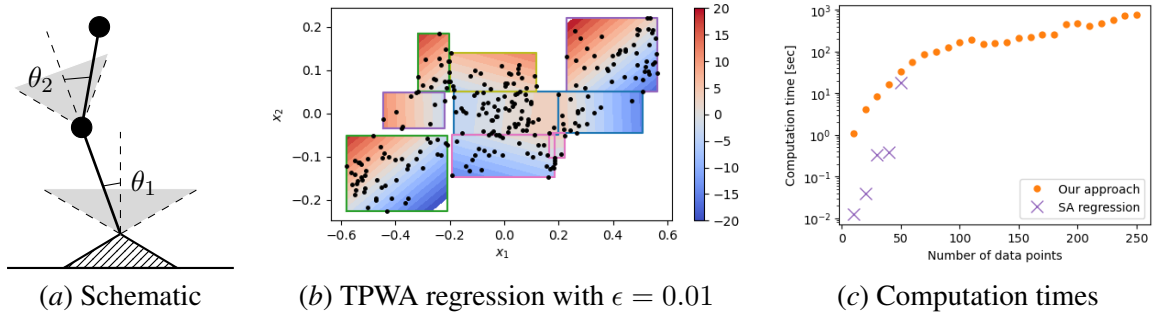 θ₂
θ₁
(a) Schematic
0.2
0.1
0.0
−0.1
−0.2
x₂
−0.6 −0.4 −0.2 0.0 0.2 0.4 0.6
x₁
20
15
10
5
0
−5
−10
−15
−20
(b) TPWA regression with ϵ = 0.01
10³
10²
10¹
10⁰
10⁻¹
10⁻²
Computation time [sec]
Our approach
SA regression
0 50 100 150 200 250
Number of data points
(c) Computation times